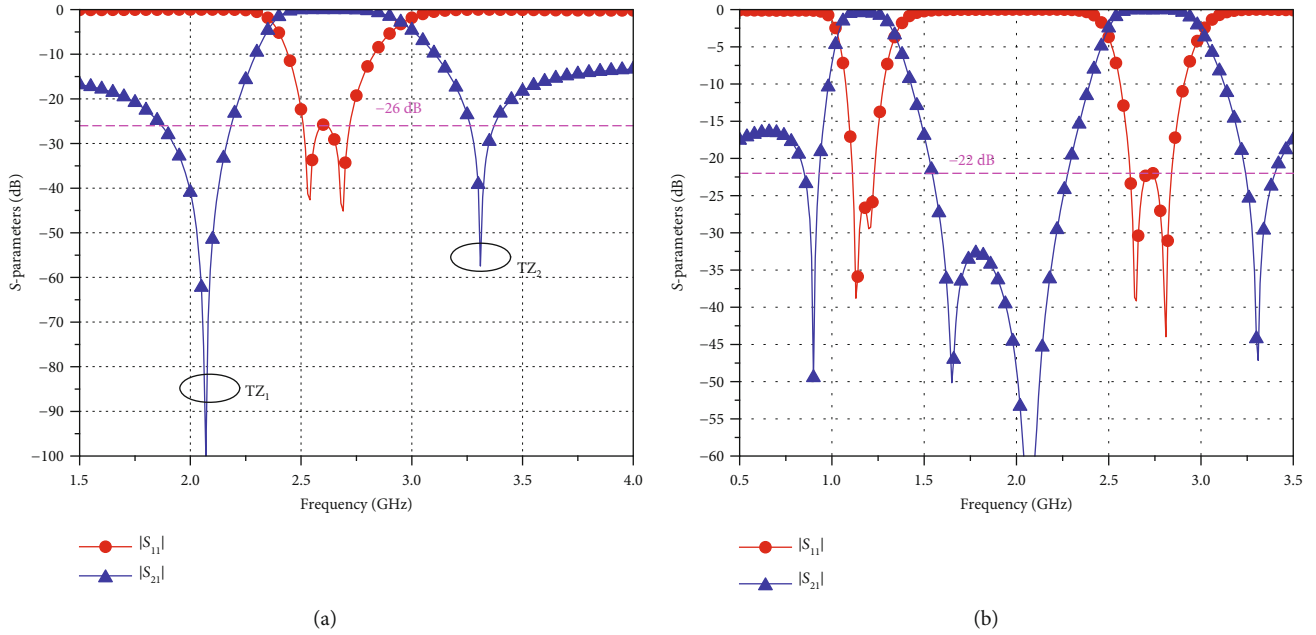 0
−10
−20
−30
−40
−50
−60
−70
−80
−90
−100
S-parameters (dB)
−26 dB
TZ2
TZ1
1.5 2.0 2.5 3.0 3.5 4.0
Frequency (GHz)
|S11|
|S21|
(a)
0
−5
−10
−15
−20
−25
−30
−35
−40
−45
−50
−55
−60
S-parameters (dB)
−22 dB
0.5 1.0 1.5 2.0 2.5 3.0 3.5
Frequency (GHz)
|S11|
|S21|
(b)